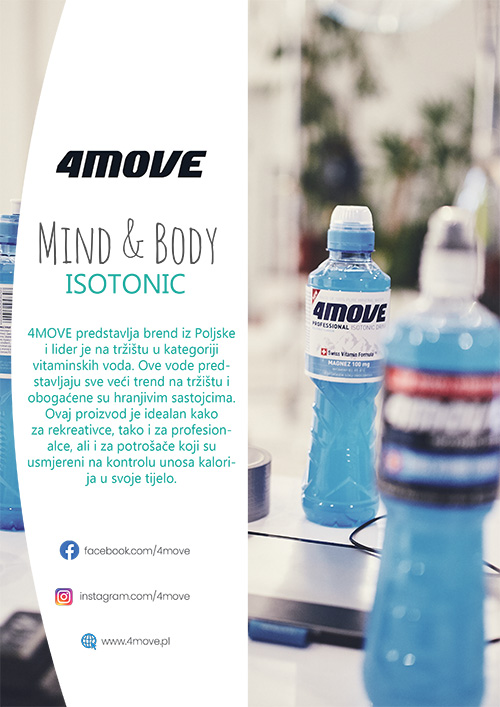 4MOVE
MIND & BODY
ISOTONIC
4MOVE predstavlja brend iz Poljske
i lider je na tržištu u kategoriji
vitaminskih voda. Ove vode pred-
stavljaju sve veći trend na tržištu i
obogaćene su hranjivim sastojcima.
Ovaj proizvod je idealan kako
za rekreativce, tako i za profesion-
alce, ali i za potrošače koji su
usmjereni na kontrolu unosa kalori-
ja u svoje tijelo.
facebook.com/4move
instagram.com/4move
www.4move.pl
4MOVE
PROFESSIONAL ISOTONIC DRINK
Swiss Vitamin Formula
MAGNEZ 100 mg
4MOVE